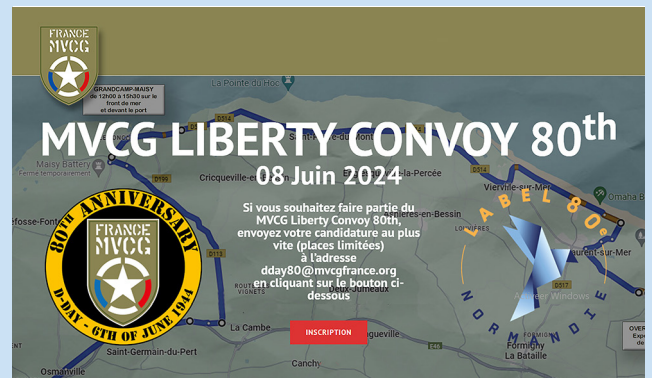 FRANCE
MVCG
La Pointe du Hoc
GRANDCAMP-MAISY
de 12h00 à 15h30 sur le
front de mer
et devant le port
D514
MVCG LIBERTY CONVOY 80th
08 Juin 2024
Maisy Battery
Ferme temporairement
D199
Cricqueville-en-Bessin
D514
Vierville-sur-Mer
Omaha B
Si vous souhaitez faire partie du
MVCG Liberty Convoy 80th,
envoyez votre candidature au plus
vite (places limitées)
à l'adresse
dday80@mvcgfrance.org
en cliquant sur le bouton ci-
dessous
INSCRIPTION
80TH ANNIVERSARY
FRANCE
MVCG
D-DAY - 6TH OF JUNE 1944
D113
LABEL 80e
NORMANDIE
D517
La Cambe
Saint-Germain-du-Pert
Osmanville
Canchy
E46
Formigny
La Bataille